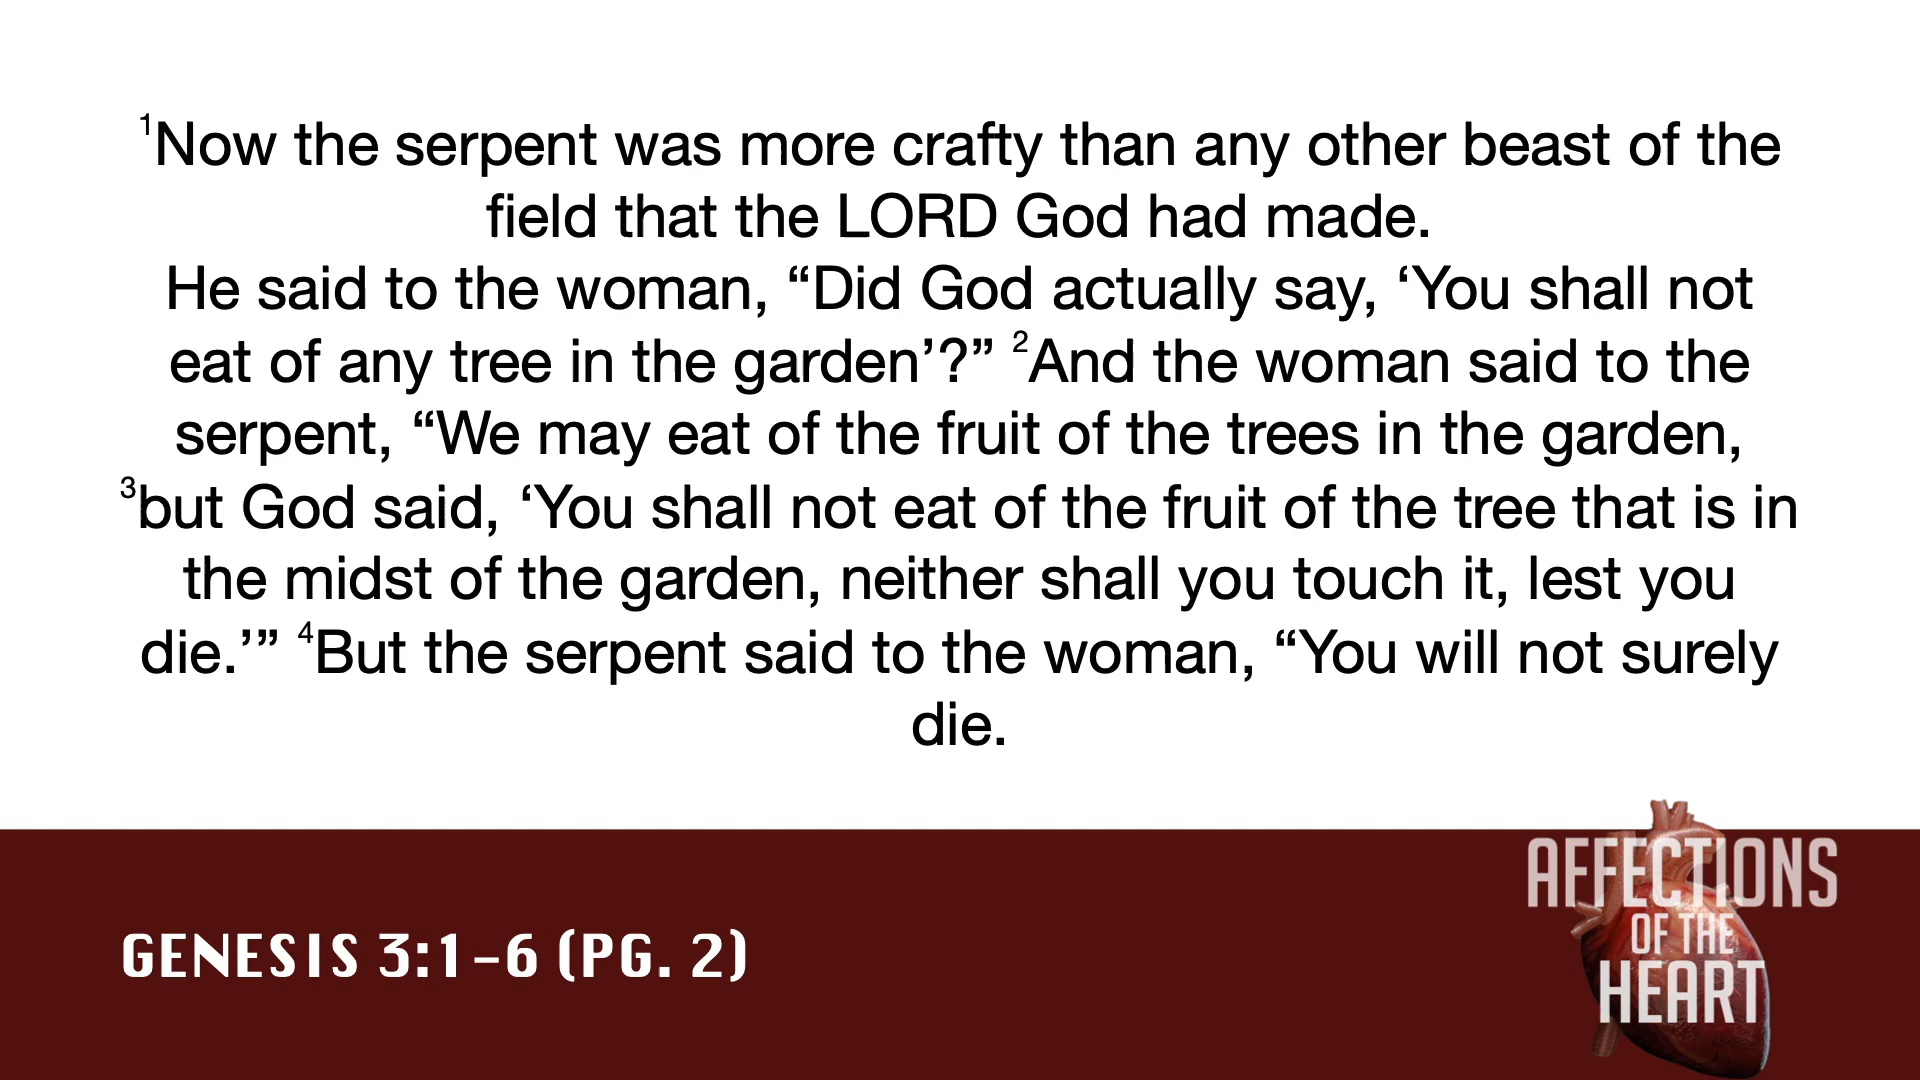 ¹Now the serpent was more crafty than any other beast of the
field that the LORD God had made.
He said to the woman, “Did God actually say, ‘You shall not
eat of any tree in the garden’?” ²And the woman said to the
serpent, “We may eat of the fruit of the trees in the garden,
³but God said, ‘You shall not eat of the fruit of the tree that is in
the midst of the garden, neither shall you touch it, lest you
die.’” ⁴But the serpent said to the woman, “You will not surely
die.
GENESIS 3:1–6 (PG. 2)
AFFECTIONS
OF THE
HEART